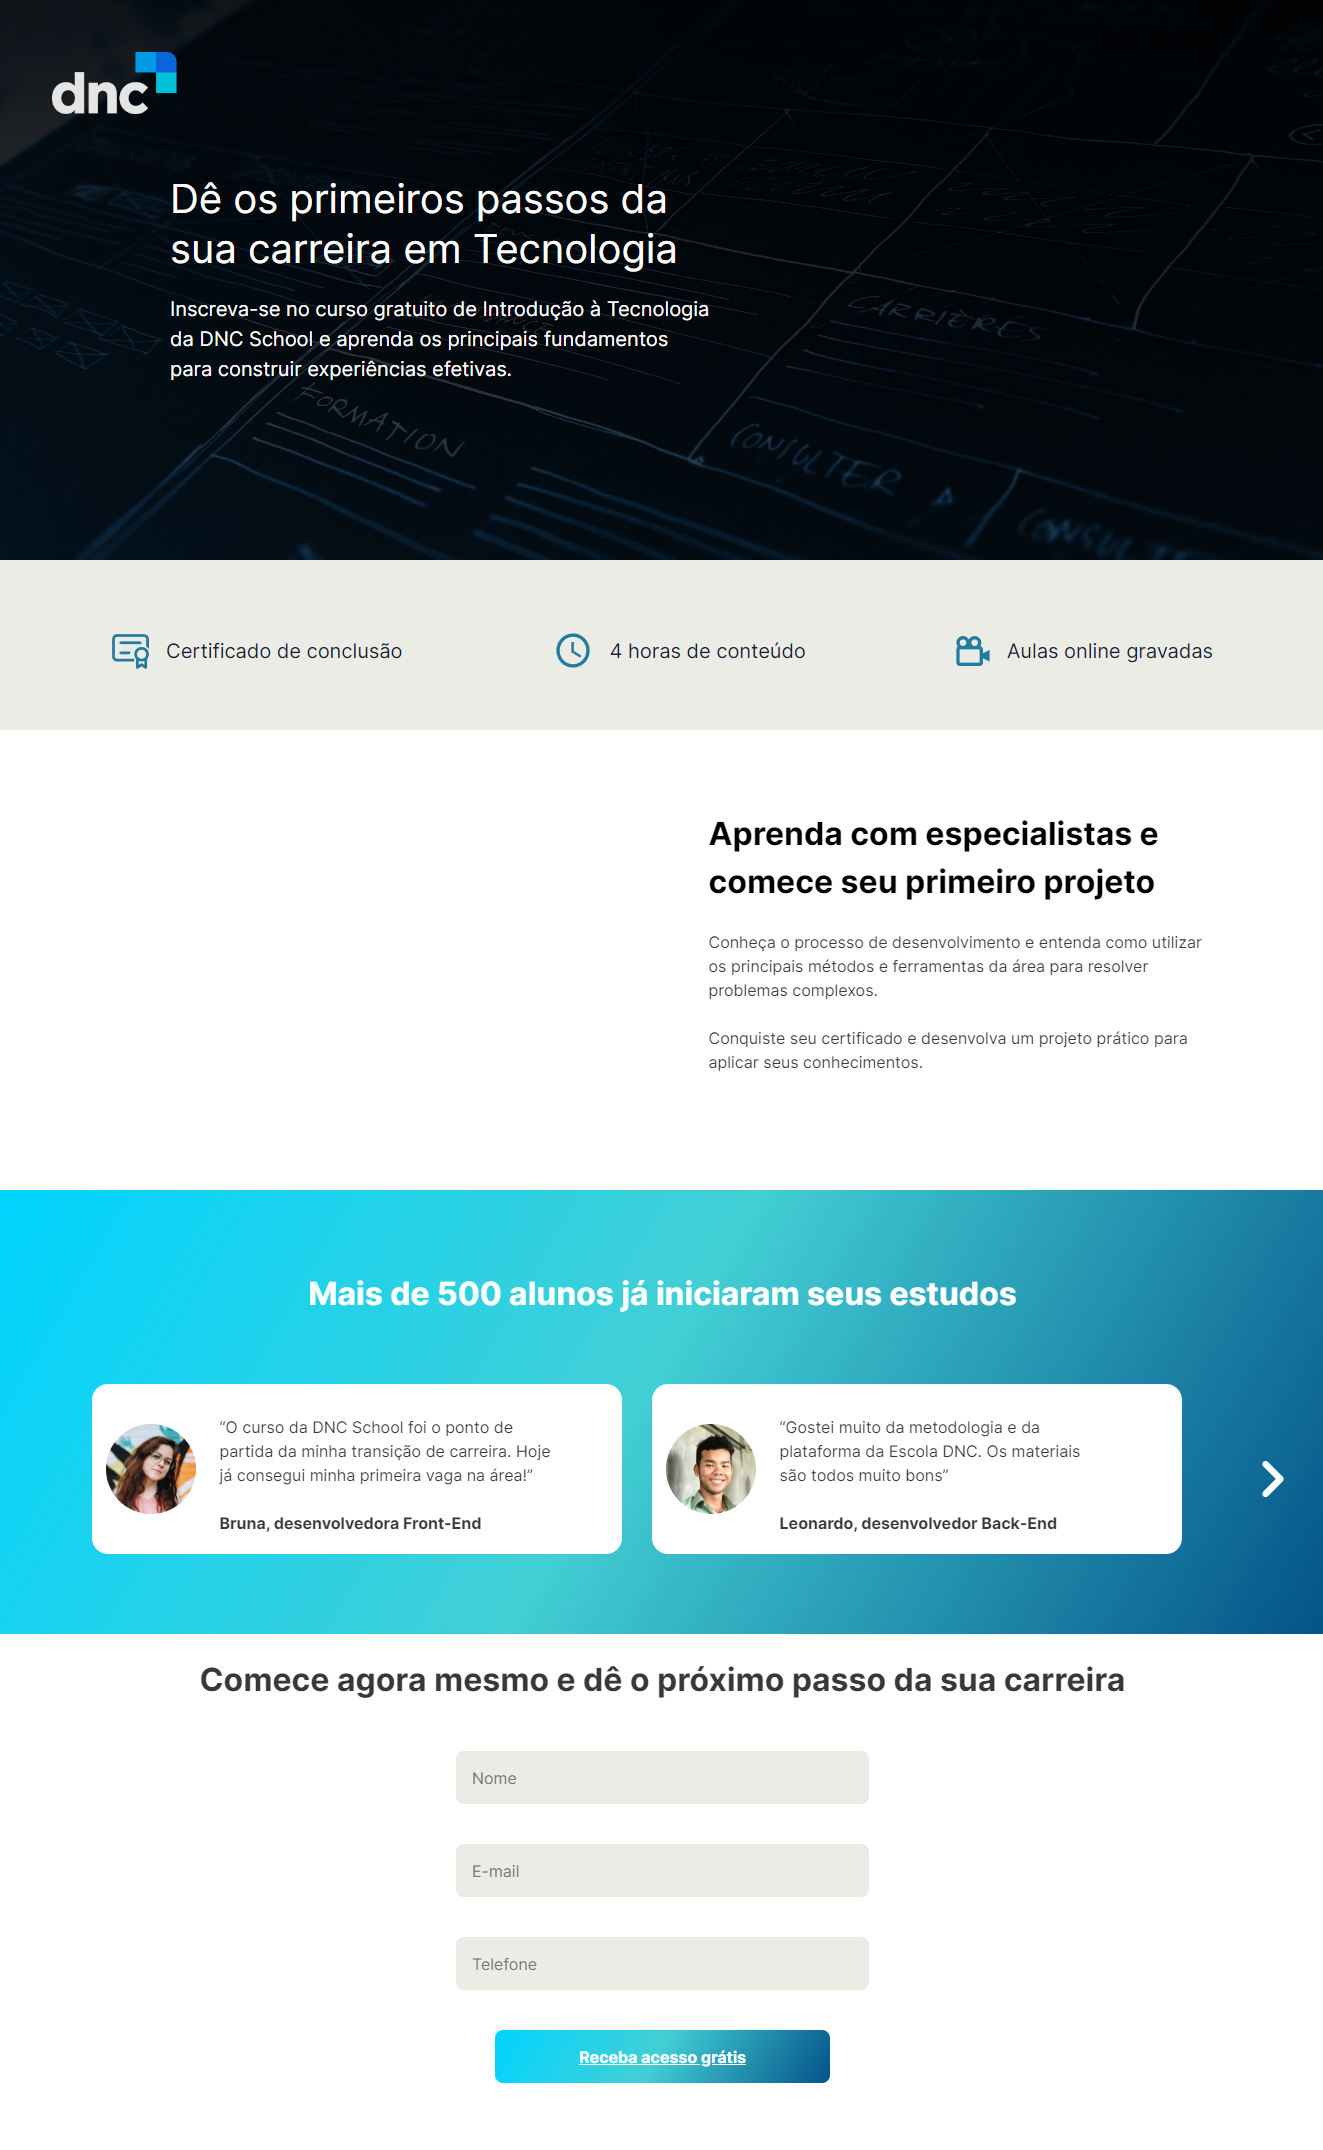 dnc
Dê os primeiros passos da
sua carreira em Tecnologia
Inscreva-se no curso gratuito de Introdução à Tecnologia
da DNC School e aprenda os principais fundamentos
para construir experiências efetivas.
CARRIÈRES
FORMATION
CONSULTER
CONSULTE
Certificado de conclusão
4 horas de conteúdo
Aulas online gravadas
Aprenda com especialistas e
comece seu primeiro projeto
Conheça o processo de desenvolvimento e entenda como utilizar
os principais métodos e ferramentas da área para resolver
problemas complexos.
Conquiste seu certificado e desenvolva um projeto prático para
aplicar seus conhecimentos.
Mais de 500 alunos já iniciaram seus estudos
“O curso da DNC School foi o ponto de
partida da minha transição de carreira. Hoje
já consegui minha primeira vaga na área!”
Bruna, desenvolvedora Front-End
“Gostei muito da metodologia e da
plataforma da Escola DNC. Os materiais
são todos muito bons”
Leonardo, desenvolvedor Back-End
Comece agora mesmo e dê o próximo passo da sua carreira
Nome
E-mail
Telefone
Receba acesso grátis